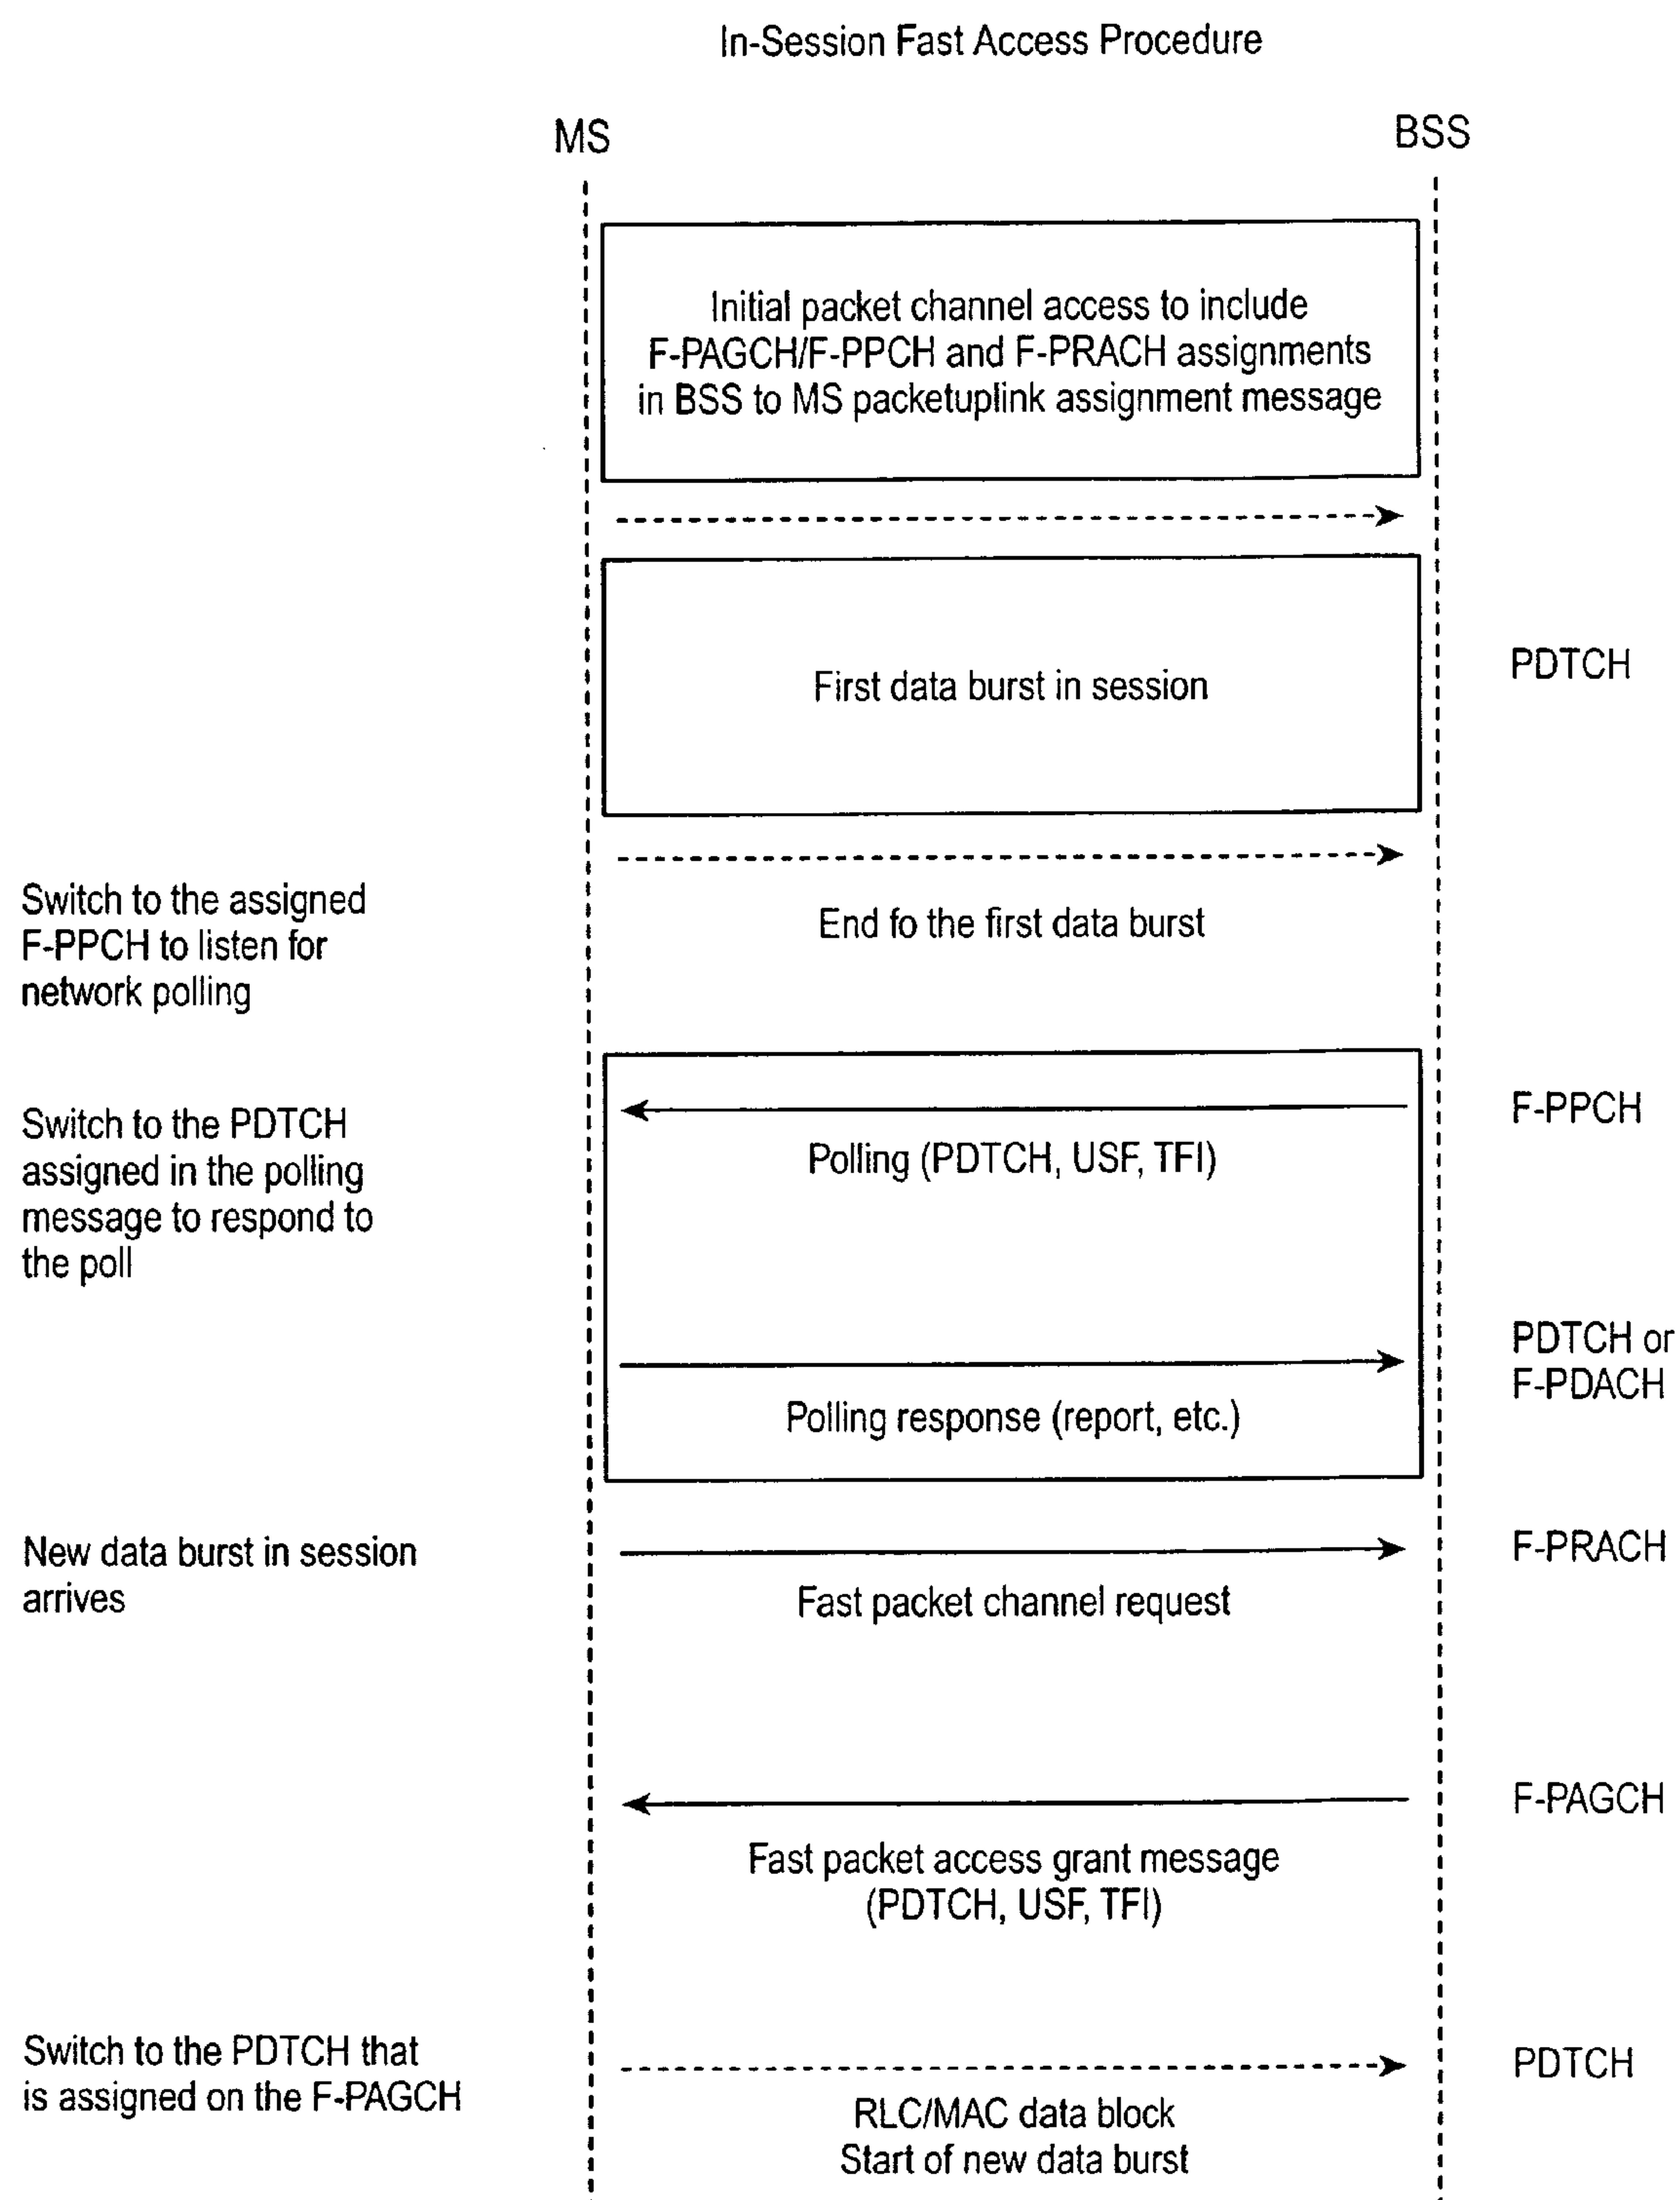 In-Session Fast Access Procedure
MS
BSS
Initial packet channel access to include
F-PAGCH/F-PPCH and F-PRACH assignments
in BSS to MS packetuplink assignment message
First data burst in session
PDTCH
Switch to the assigned
F-PPCH to listen for
network polling
End fo the first data burst
Switch to the PDTCH
assigned in the polling
message to respond to
the poll
Polling (PDTCH, USF, TFI)
F-PPCH
Polling response (report, etc.)
PDTCH or
F-PDACH
New data burst in session
arrives
Fast packet channel request
F-PRACH
Fast packet access grant message
(PDTCH, USF, TFI)
F-PAGCH
Switch to the PDTCH that
is assigned on the F-PAGCH
RLC/MAC data block
Start of new data burst
PDTCH